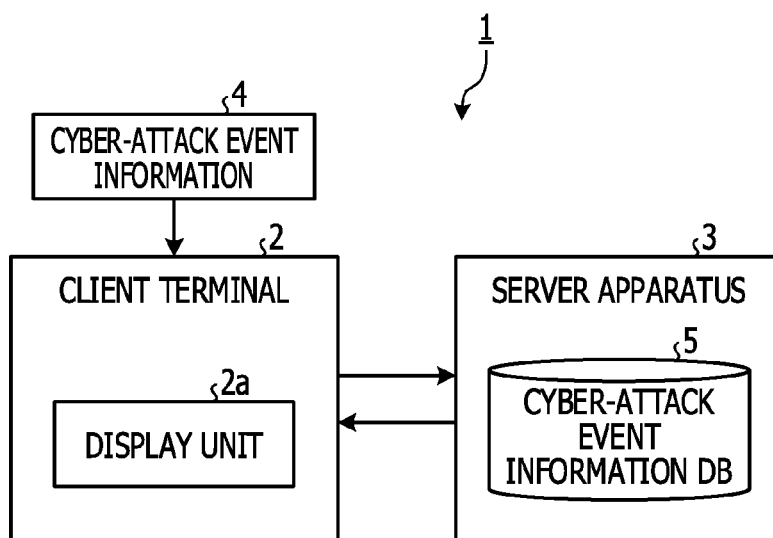 1
4
CYBER-ATTACK EVENT
INFORMATION
2
CLIENT TERMINAL
2a
DISPLAY UNIT
3
SERVER APPARATUS
5
CYBER-ATTACK
EVENT
INFORMATION DB